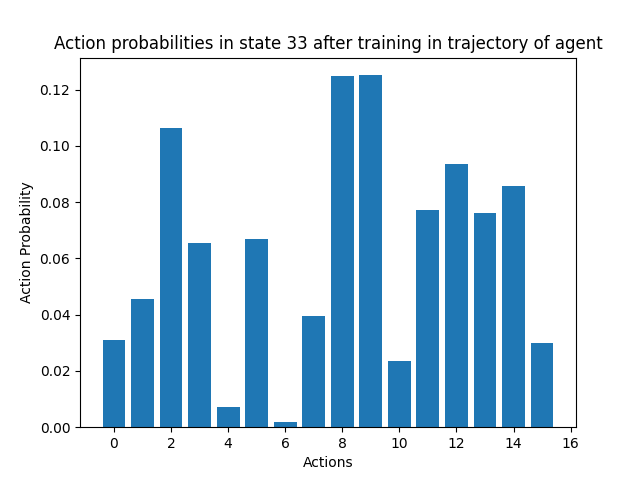 Action probabilities in state 33 after training in trajectory of agent
0.12
0.10
0.08
0.06
0.04
0.02
0.00
Action Probability
0 2 4 6 8 10 12 14 16
Actions